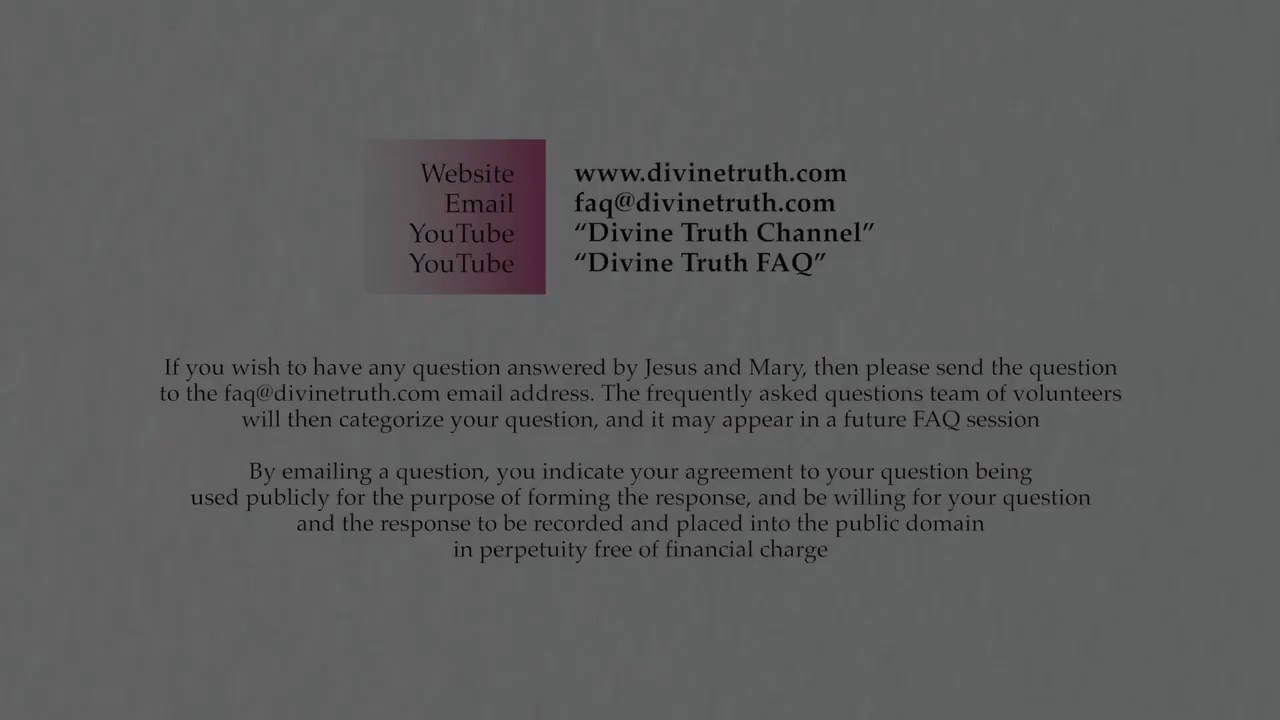 Website www.divinetruth.com
Email faq@divinetruth.com
YouTube “Divine Truth Channel”
YouTube “Divine Truth FAQ”
If you wish to have any question answered by Jesus and Mary, then please send the question
to the faq@divinetruth.com email address. The frequently asked questions team of volunteers
will then categorize your question, and it may appear in a future FAQ session
By emailing a question, you indicate your agreement to your question being
used publicly for the purpose of forming the response, and be willing for your question
and the response to be recorded and placed into the public domain
in perpetuity free of financial charge